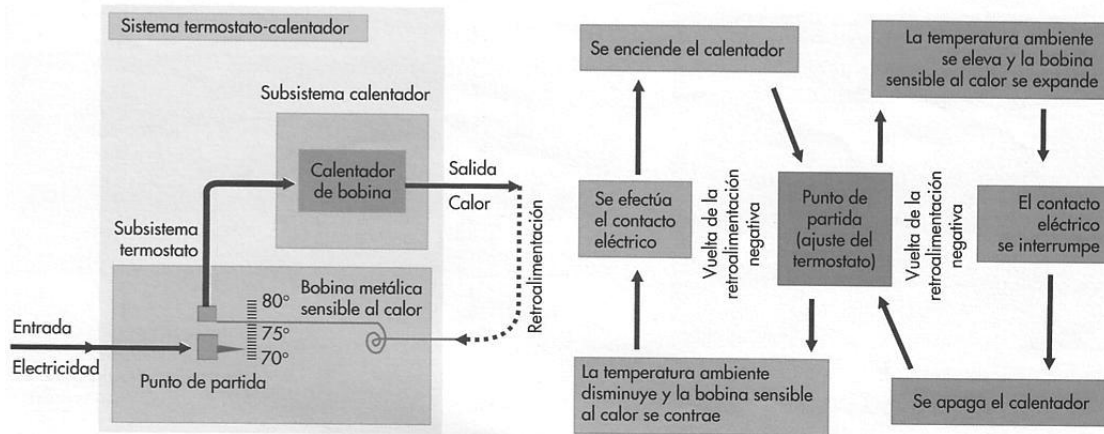 Sistema termostato-calentador
Subsistema calentador
Calentador
de bobina
Salida
Calor
Retroalimentación
Subsistema
termostato
Bobina metálica
sensible al calor
80°
75°
70°
Entrada
Electricidad
Punto de partida
Se enciende el calentador
La temperatura ambiente
se eleva y la bobina
sensible al calor se expande
Se efectúa
el contacto
eléctrico
Vuelta de la
retroalimentación
negativa
Punto de
partida
(ajuste del
termostato)
Vuelta de la
retroalimentación
negativa
El contacto
eléctrico
se interrumpe
La temperatura ambiente
disminuye y la bobina sensible
al calor se contrae
Se apaga el calentador